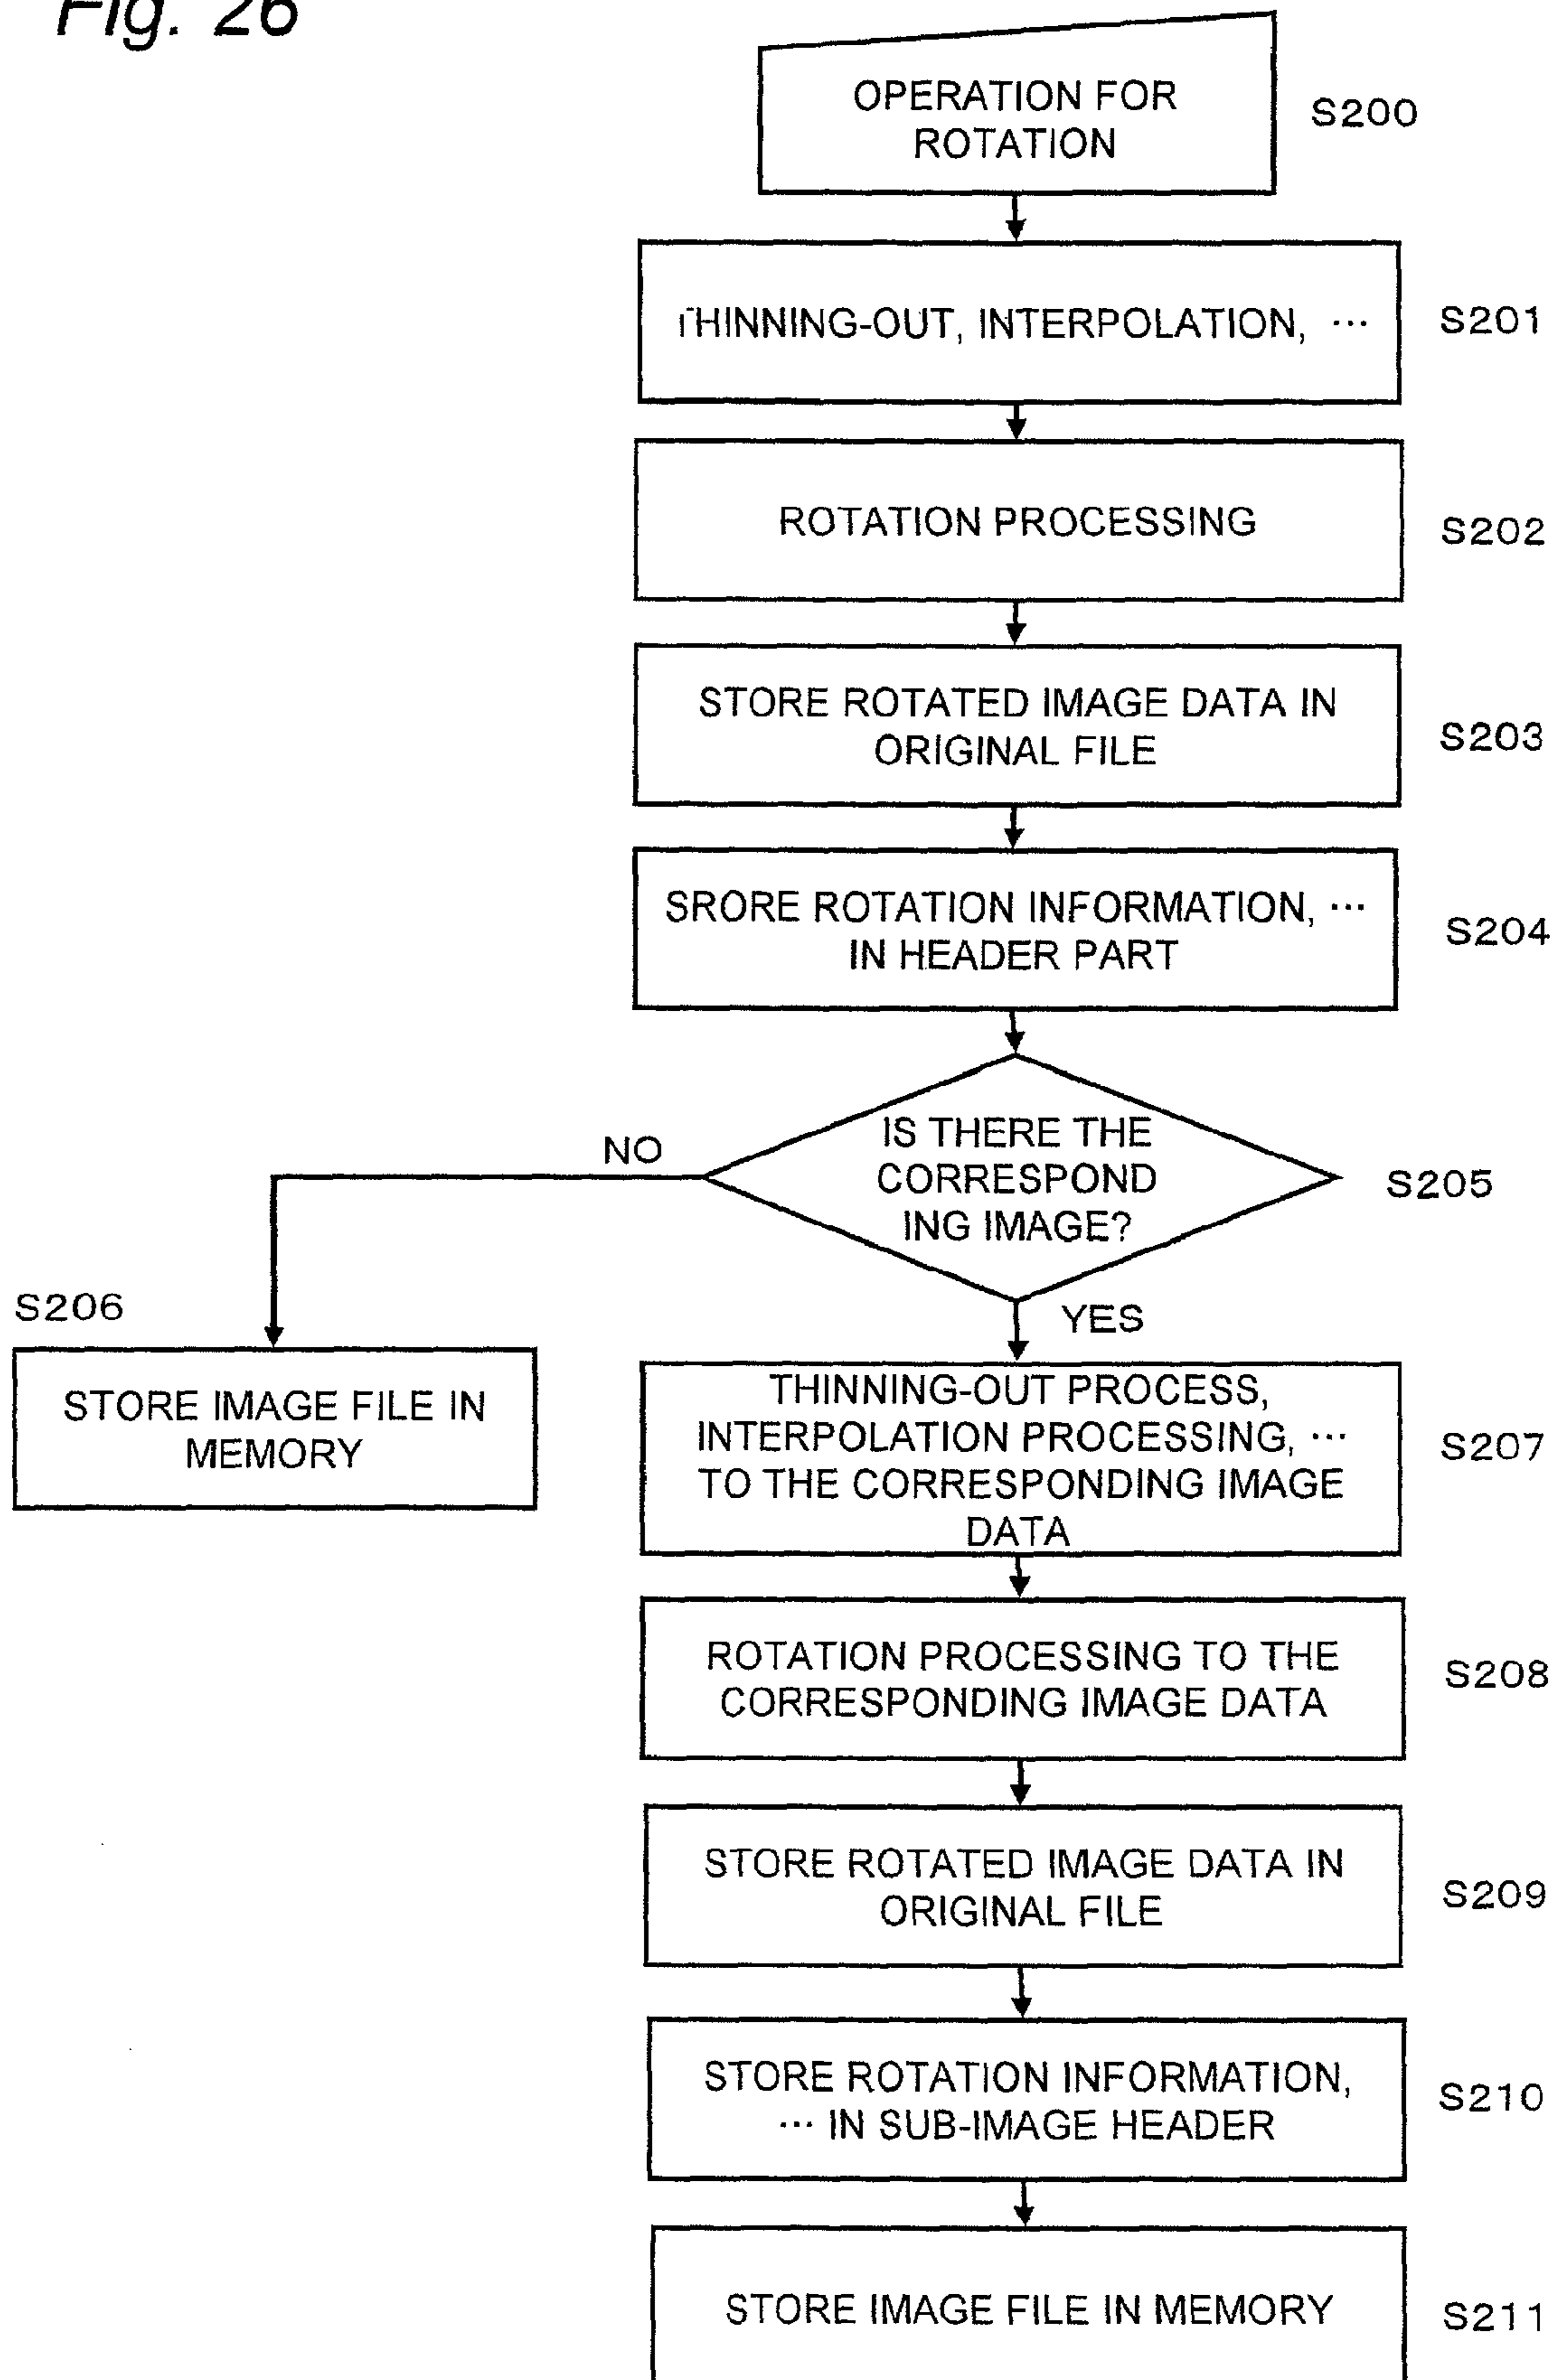 Fig. 26
OPERATION FOR
ROTATION
S200
THINNING-OUT, INTERPOLATION, ...
S201
ROTATION PROCESSING
S202
STORE ROTATED IMAGE DATA IN
ORIGINAL FILE
S203
SRORE ROTATION INFORMATION, ...
IN HEADER PART
S204
IS THERE THE
CORRESPOND
ING IMAGE?
S205
NO
YES
S206
STORE IMAGE FILE IN
MEMORY
THINNING-OUT PROCESS,
INTERPOLATION PROCESSING, ...
TO THE CORRESPONDING IMAGE
DATA
S207
ROTATION PROCESSING TO THE
CORRESPONDING IMAGE DATA
S208
STORE ROTATED IMAGE DATA IN
ORIGINAL FILE
S209
STORE ROTATION INFORMATION,
... IN SUB-IMAGE HEADER
S210
STORE IMAGE FILE IN MEMORY
S211